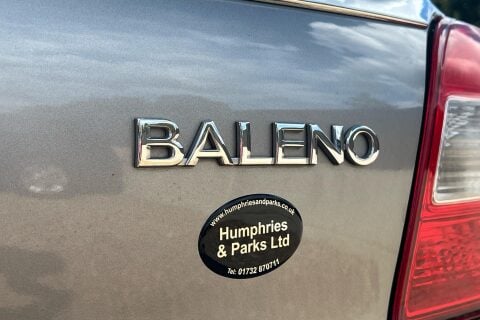 BALENO
www.humphriesandparks.co.uk
Humphries
& Parks Ltd
Tel: 01732 870711